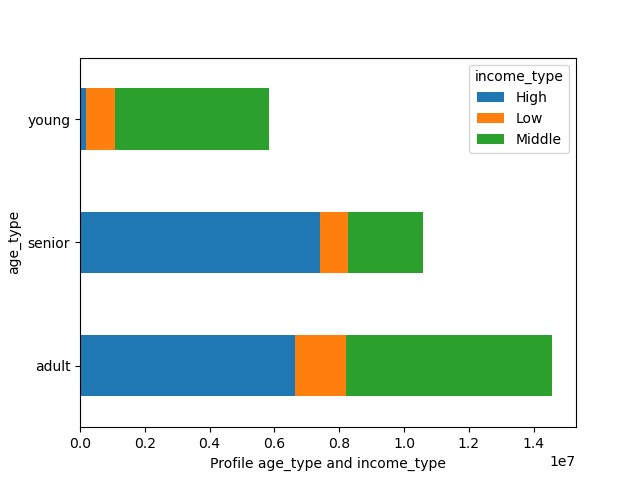 income_type
High
Low
Middle
young
senior
adult
age_type
0.0 0.2 0.4 0.6 0.8 1.0 1.2 1.4
1e7
Profile age_type and income_type